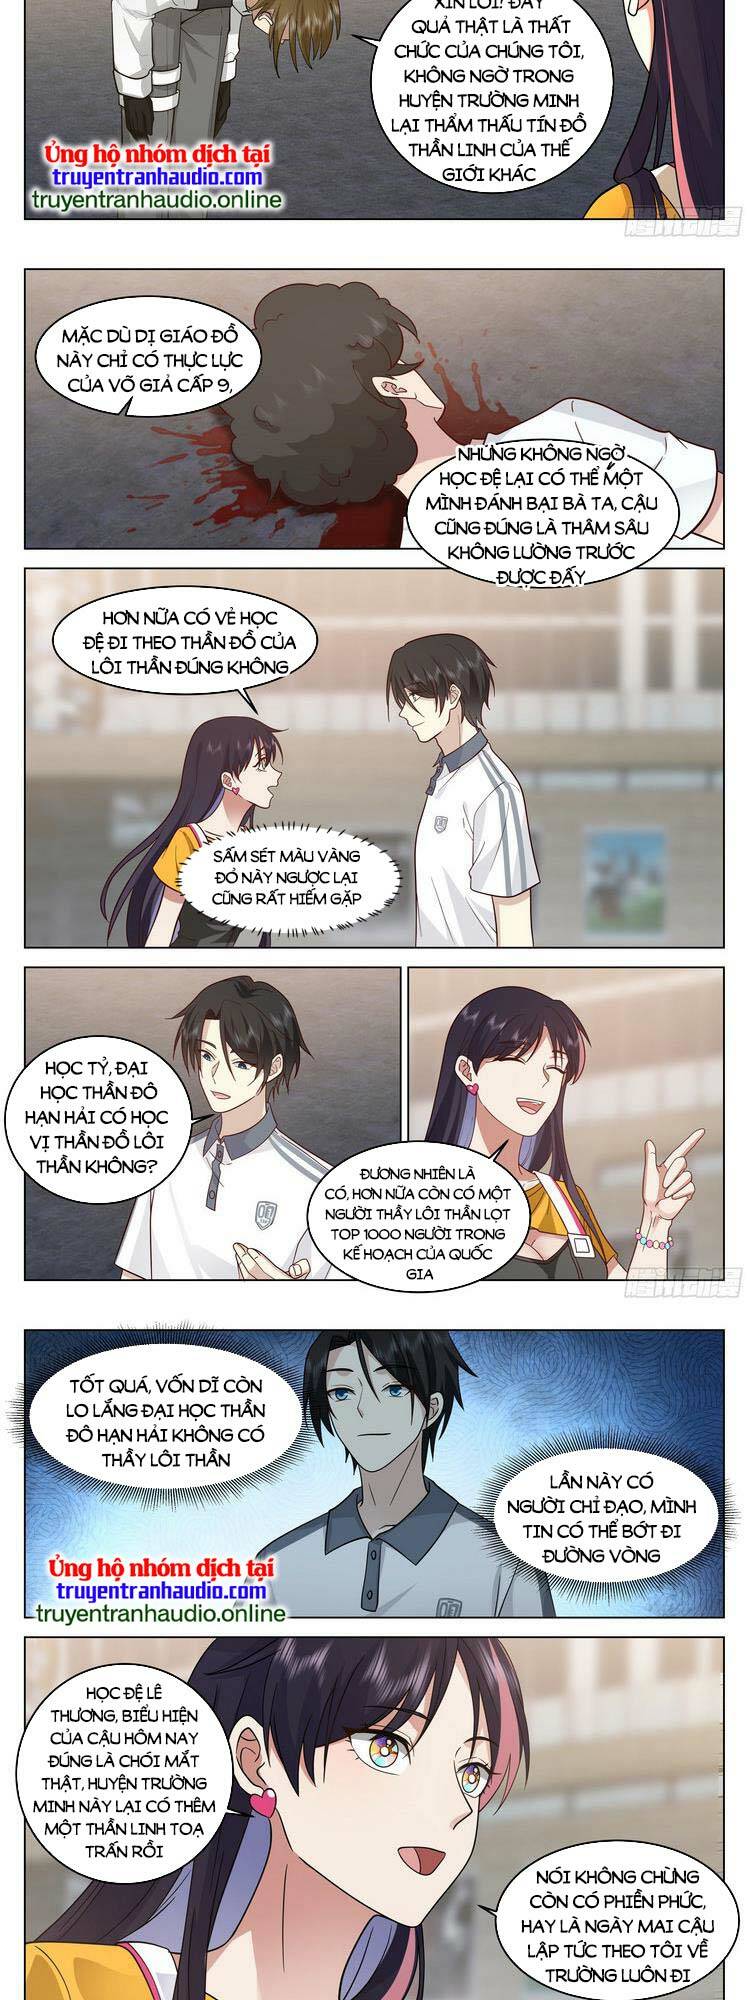 XIN LỖI! ĐÂY
QUẢ THẬT LÀ THẤT
CHỨC CỦA CHÚNG TÔI,
KHÔNG NGỜ TRONG
HUYỆN TRƯỜNG MINH
LẠI THẨM THẤU TÍN ĐỒ
THẦN LINH CỦA THẾ
GIỚI KHÁC
Ủng hộ nhóm dịch tại
truyentranhaudio.com
truyentranhaudio.online
MẶC DÙ DỊ GIÁO ĐỒ
NÀY CHỈ CÓ THỰC LỰC
CỦA VÕ GIẢ CẤP 9,
NHƯNG KHÔNG NGỜ
HỌC ĐỆ LẠI CÓ THỂ MỘT
MÌNH ĐÁNH BẠI BÀ TA, CẬU
CŨNG ĐÚNG LÀ THÂM SÂU
KHÔNG LƯỜNG TRƯỚC
ĐƯỢC ĐẤY
HƠN NỮA CÓ VẺ HỌC
ĐỆ ĐI THEO THẦN ĐỒ CỦA
LÔI THẦN ĐÚNG KHÔNG
SẤM SÉT MÀU VÀNG
ĐỎ NÀY NGƯỢC LẠI
CŨNG RẤT HIẾM GẶP
HỌC TỶ, ĐẠI
HỌC THẦN ĐÔ
HẠN HẢI CÓ HỌC
VỊ THẦN ĐỒ LÔI
THẦN KHÔNG?
ĐƯƠNG NHIÊN LÀ
CÓ, HƠN NỮA CÒN CÓ MỘT
NGƯỜI THẦY LÔI THẦN LỌT
TOP 1000 NGƯỜI TRONG
KẾ HOẠCH CỦA QUỐC
GIA
TỐT QUÁ, VỐN DĨ CÒN
LO LẮNG ĐẠI HỌC THẦN
ĐÔ HẠN HẢI KHÔNG CÓ
THẦY LÔI THẦN
LẦN NÀY CÓ
NGƯỜI CHỈ ĐẠO, MÌNH
TIN CÓ THỂ BỚT ĐI
ĐƯỜNG VÒNG
Ủng hộ nhóm dịch tại
truyentranhaudio.com
truyentranhaudio.online
HỌC ĐỆ LÊ
THƯƠNG, BIỂU HIỆN
CỦA CẬU HÔM NAY
ĐÚNG LÀ CHÓI MẮT
THẬT, HUYỆN TRƯỜNG
MINH NÀY LẠI CÓ THÊM
MỘT THẦN LINH TOẠ
TRẤN RỒI
NÓI KHÔNG CHỪNG
CÒN CÓ PHIỀN PHỨC,
HAY LÀ NGÀY MAI CẬU
LẬP TỨC THEO TÔI VỀ
TRƯỜNG LUÔN ĐI